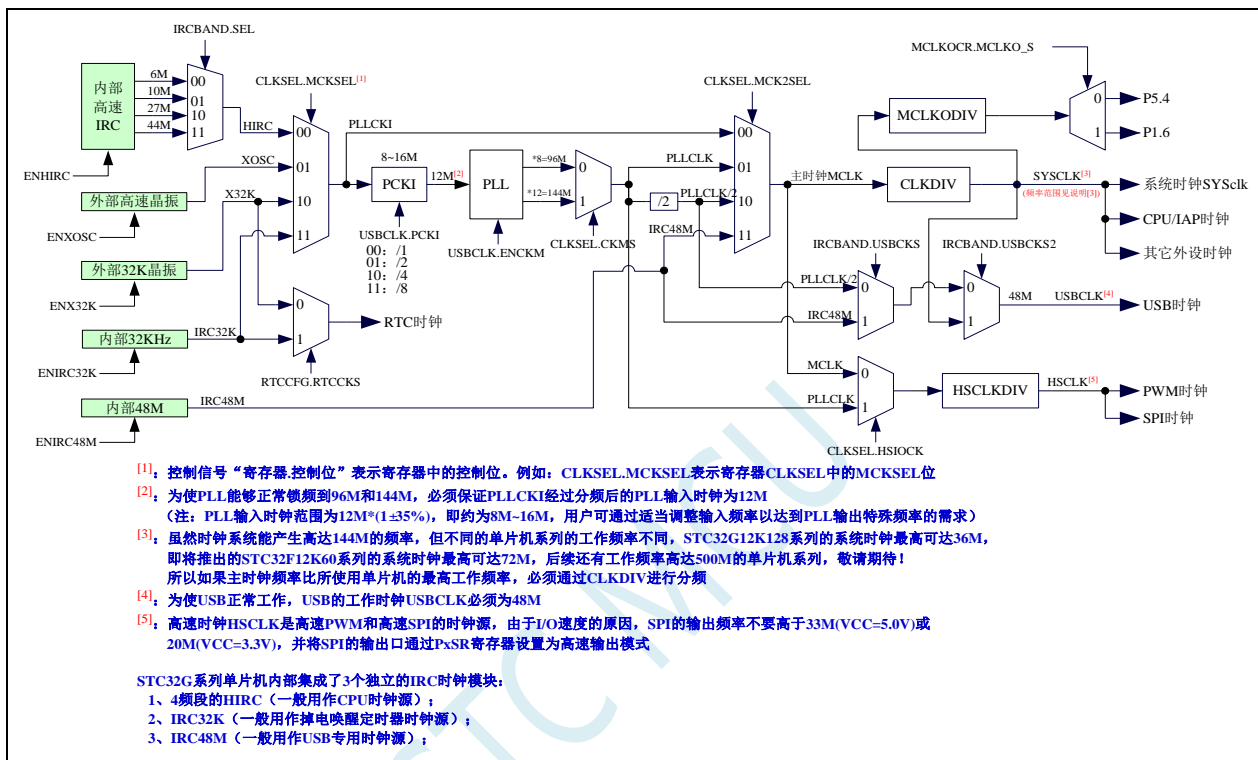 IRCBAND.SEL
MCLKOCR.MCLKO_S
内部
高速
IRC
6M
10M
27M
44M
00
01
10
11
HIRC
ENHIRC
CLKSEL.MCKSEL[1]
00
01
10
11
XOSC
外部高速晶振
ENXOSC
X32K
外部32K晶振
ENX32K
内部32KHz
IRC32K
ENIRC32K
内部48M
IRC48M
ENIRC48M
0
1
RTC时钟
RTCCFG.RTCCKS
PLLCKI
8~16M
PCKI
12M[2]
USBCLK.PCKI
00: /1
01: /2
10: /4
11: /8
PLL
USBCLK.ENCKM
*8=96M
*12=144M
0
1
CLKSEL.CKMS
CLKSEL.MCK2SEL
PLLCLK
/2
PLLCLK/2
IRC48M
00
01
10
11
主时钟MCLK
MCLKODIV
0
1
P5.4
P1.6
CLKDIV
SYSCLK[3]
(频率范围见说明[3])
系统时钟SYSclk
CPU/IAP时钟
其它外设时钟
IRCBAND.USBCKS
IRCBAND.USBCKS2
PLLCLK/2
IRC48M
0
1
0
1
48M
USBCLK[4]
USB时钟
MCLK
PLLCLK
0
1
CLKSEL.HSIOCK
HSCLKDIV
HSCLK[5]
PWM时钟
SPI时钟
[1]：控制信号“寄存器.控制位”表示寄存器中的控制位。例如：CLKSEL.MCKSEL表示寄存器CLKSEL中的MCKSEL位
[2]：为使PLL能够正常锁频到96M和144M，必须保证PLLCKI经过分频后的PLL输入时钟为12M
（注：PLL输入时钟范围为12M*(1±35%)，即约为8M~16M，用户可通过适当调整输入频率以达到PLL输出特殊频率的需求）
[3]：虽然时钟系统能产生高达144M的频率，但不同的单片机系列的工作频率不同，STC32G12K128系列的系统时钟最高可达36M，
即将推出的STC32F12K60系列的系统时钟最高可达72M，后续还有工作频率高达500M的单片机系列，敬请期待！
所以如果主时钟频率比所使用单片机的最高工作频率，必须通过CLKDIV进行分频
[4]：为使USB正常工作，USB的工作时钟USBCLK必须为48M
[5]：高速时钟HSCLK是高速PWM和高速SPI的时钟源，由于I/O速度的原因，SPI的输出频率不要高于33M(VCC=5.0V)或
20M(VCC=3.3V)，并将SPI的输出口通过PxSR寄存器设置为高速输出模式
STC32G系列单片机内部集成了3个独立的IRC时钟模块：
1、4频段的HIRC（一般用作CPU时钟源）；
2、IRC32K（一般用作掉电唤醒定时器时钟源）；
3、IRC48M（一般用作USB专用时钟源）；
STC MCU